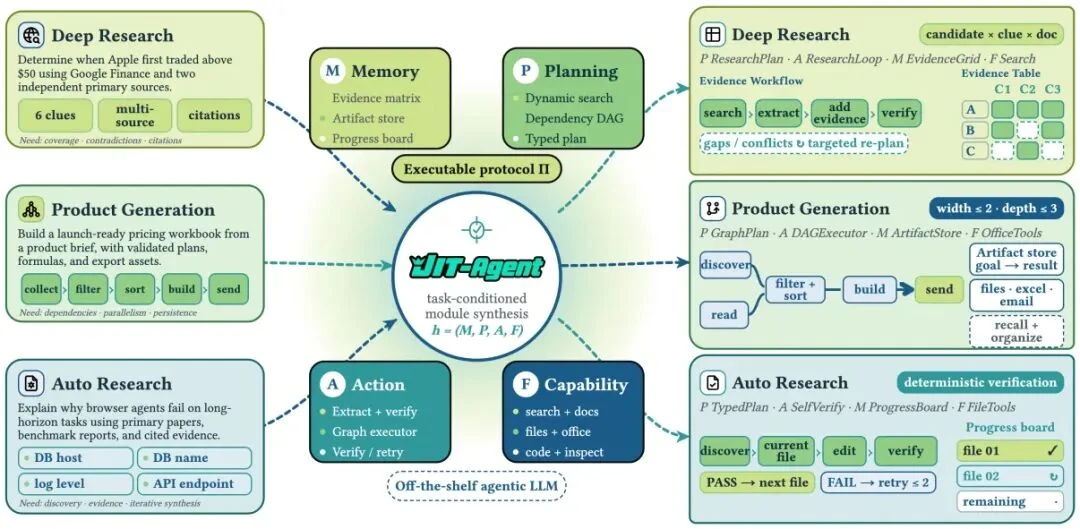 Deep Research
Determine when Apple first traded above
$50 using Google Finance and two
independent primary sources.
6 clues
multi-
source
citations
Need: coverage · contradictions · citations
Product Generation
Build a launch-ready pricing workbook from
a product brief, with validated plans,
formulas, and export assets.
collect › filter › sort › build › send
Need: dependencies · parallelism · persistence
Auto Research
Explain why browser agents fail on long-
horizon tasks using primary papers,
benchmark reports, and cited evidence.
• DB host
• DB name
• log level
• API endpoint
Need: discovery · evidence · iterative synthesis
M Memory
Evidence matrix
• Artifact store
• Progress board
P Planning
• Dynamic search
Dependency DAG
• Typed plan
Executable protocol Π
JIT-Agent
task-conditioned
module synthesis
h = (M, P, A, F)
A Action
• Extract + verify
• Graph executor
• Verify / retry
F Capability
• search + docs
• files + office
• code + inspect
Off-the-shelf agentic LLM
Deep Research
candidate × clue × doc
P ResearchPlan · A ResearchLoop · M EvidenceGrid · F Search
Evidence Workflow
search › extract › add
evidence › verify
gaps / conflicts ↻ targeted re-plan
Evidence Table
C1 C2 C3
A
B
C
Product Generation
width ≤ 2 · depth ≤ 3
P GraphPlan · A DAGExecutor · M ArtifactStore · F OfficeTools
discover
read
filter +
sort
build
send
Artifact store
goal → result
files · excel ·
email
recall +
organize
Auto Research
deterministic verification
P TypedPlan · A SelfVerify · M ProgressBoard · F FileTools
discover › current
file › edit › verify
PASS → next file
FAIL → retry ≤ 2
Progress board
file 01 ✓
file 02 ↻
remaining ·